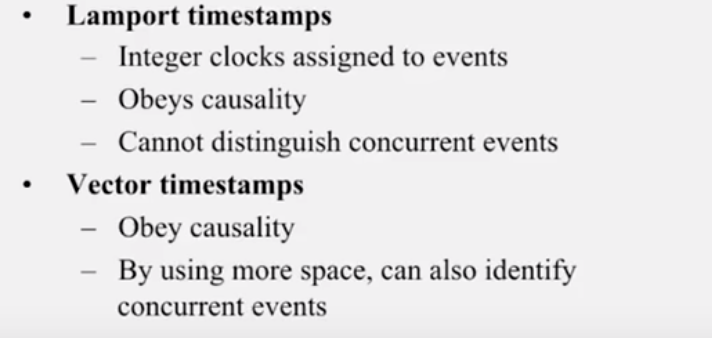 • Lamport timestamps
– Integer clocks assigned to events
– Obeys causality
– Cannot distinguish concurrent events
• Vector timestamps
– Obey causality
– By using more space, can also identify
concurrent events